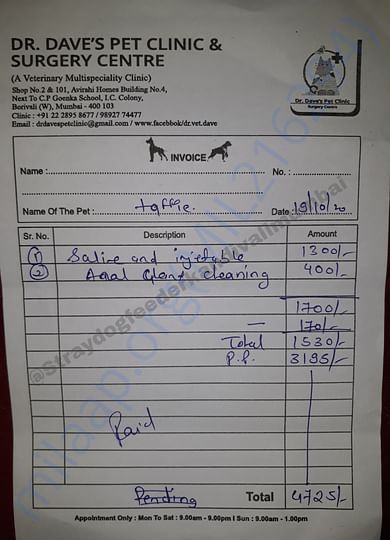 DR. DAVE'S PET CLINIC &
SURGERY CENTRE
(A Veterinary Multispeciality Clinic)
Shop No.2 & 101, Avirahi Homes Building No.4,
Next To C.P Goenka School, I.C. Colony,
Borivali (W), Mumbai - 400 103
Clinic : +91 22 2895 8677 / 98927 74477
Email : drdavespetclinic@gmail.com / www.facebbok/dr.vet.dave
Dr. Dave's Pet Clinic
Surgery Centre
INVOICE
Name : No. :
Name Of The Pet : taffie. Date : 19/10/20
Sr. No. Description Amount
1 Saline and injetable 1300/-
2 Anal Gland cleaning 400/-
1700/-
— 170/-
Total 1530/-
P.P. 3195/-
Paid
Pending Total 4725/-
Appointment Only : Mon To Sat : 9.00am - 9.00pm I Sun : 9.00am - 1.00pm